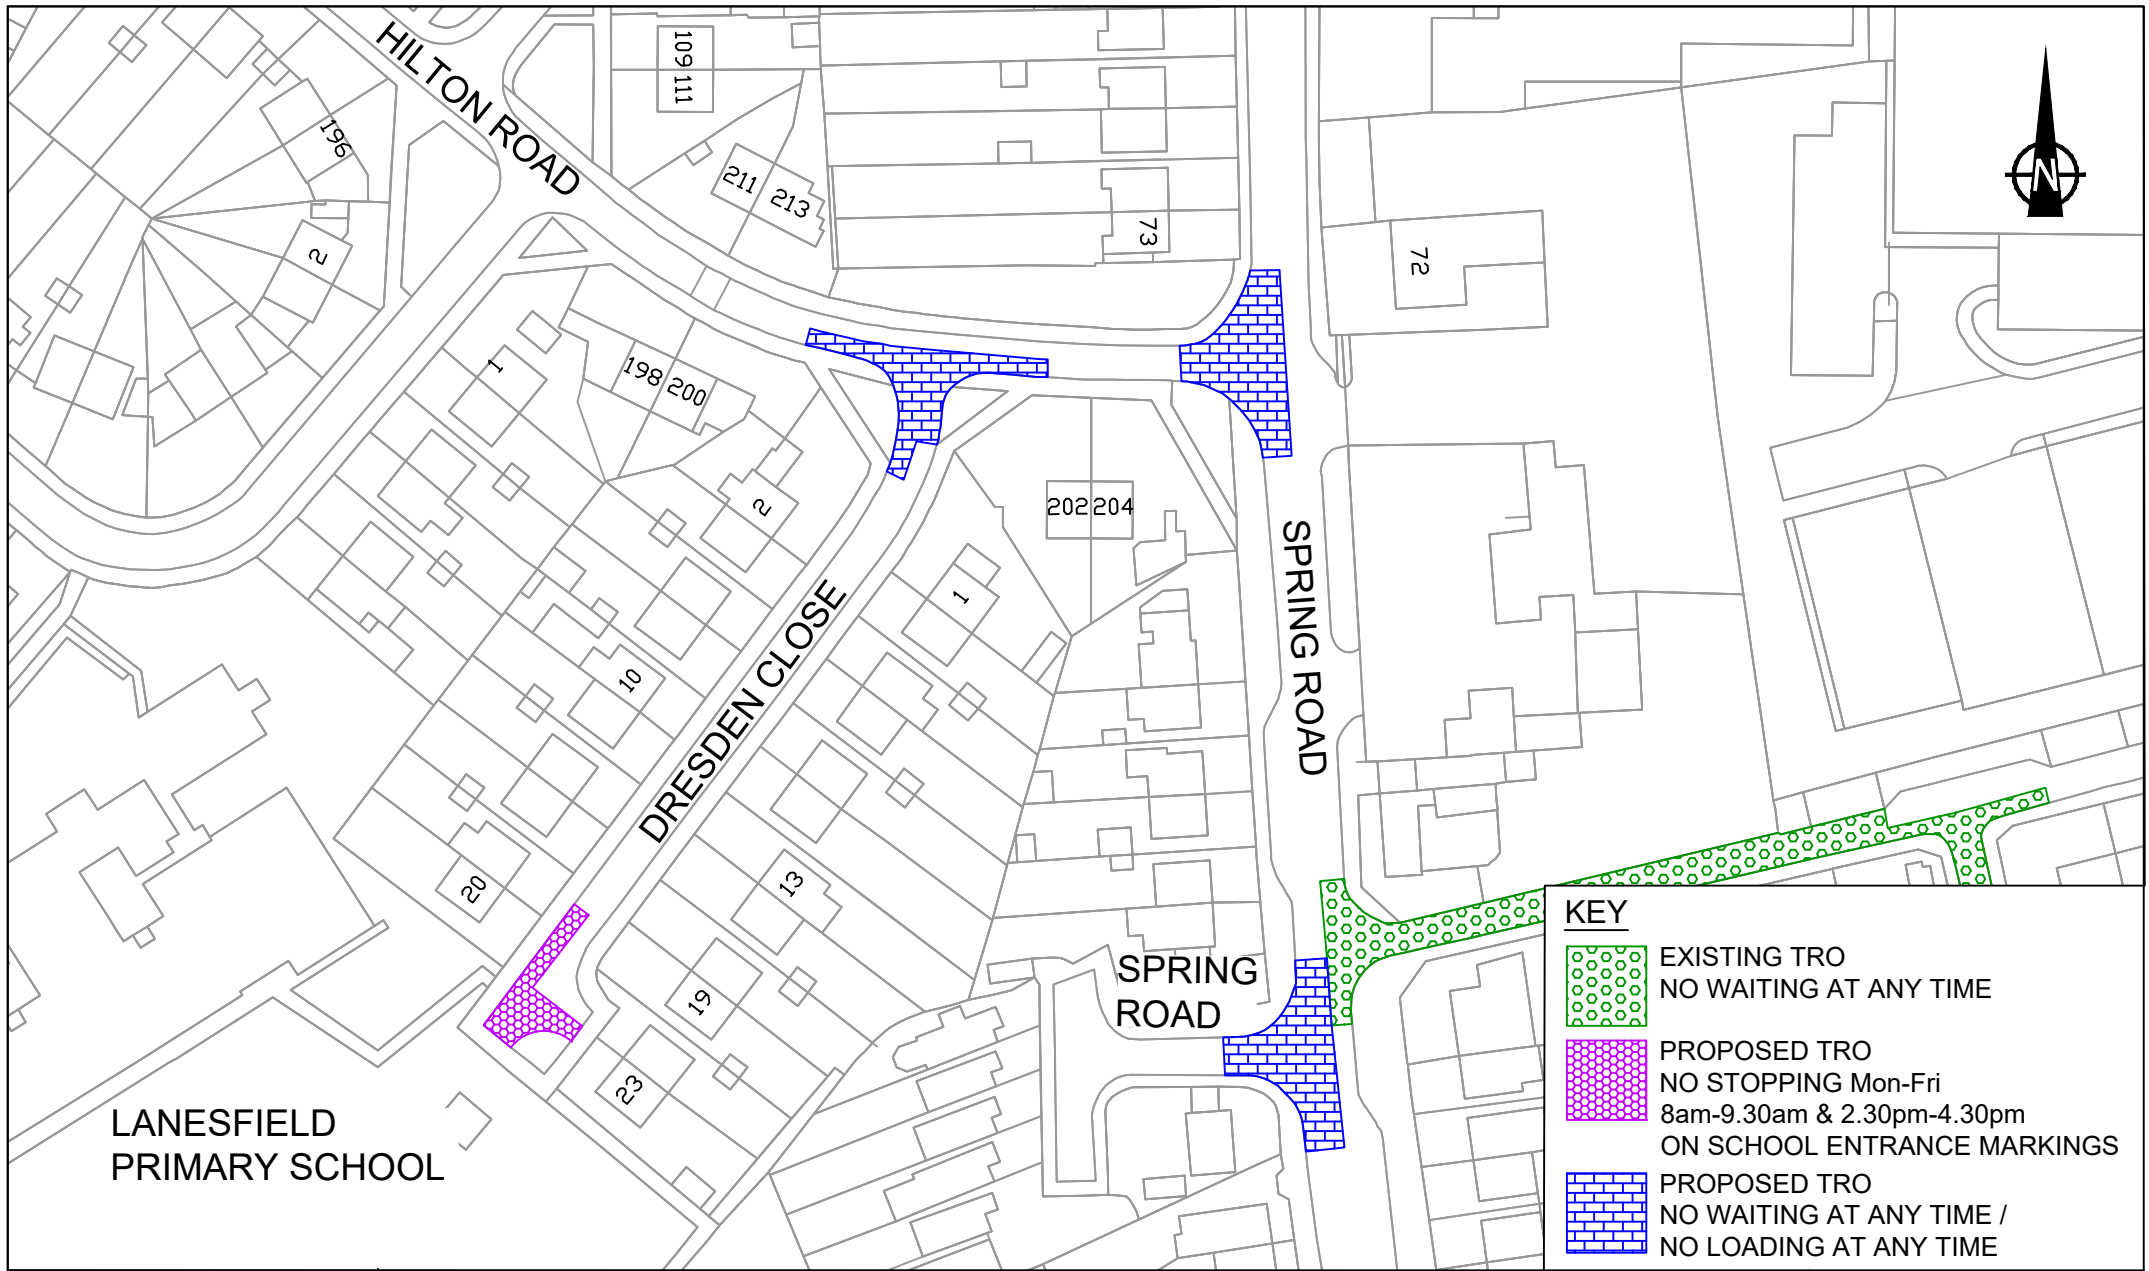 HILTON ROAD
109 111
196
211 213
73
72
N
2
1
198 200
2
202 204
SPRING ROAD
1
DRESDEN CLOSE
10
20
13
19
23
SPRING
ROAD
LANESFIELD
PRIMARY SCHOOL
KEY
EXISTING TRO
NO WAITING AT ANY TIME
PROPOSED TRO
NO STOPPING Mon-Fri
8am-9.30am & 2.30pm-4.30pm
ON SCHOOL ENTRANCE MARKINGS
PROPOSED TRO
NO WAITING AT ANY TIME /
NO LOADING AT ANY TIME